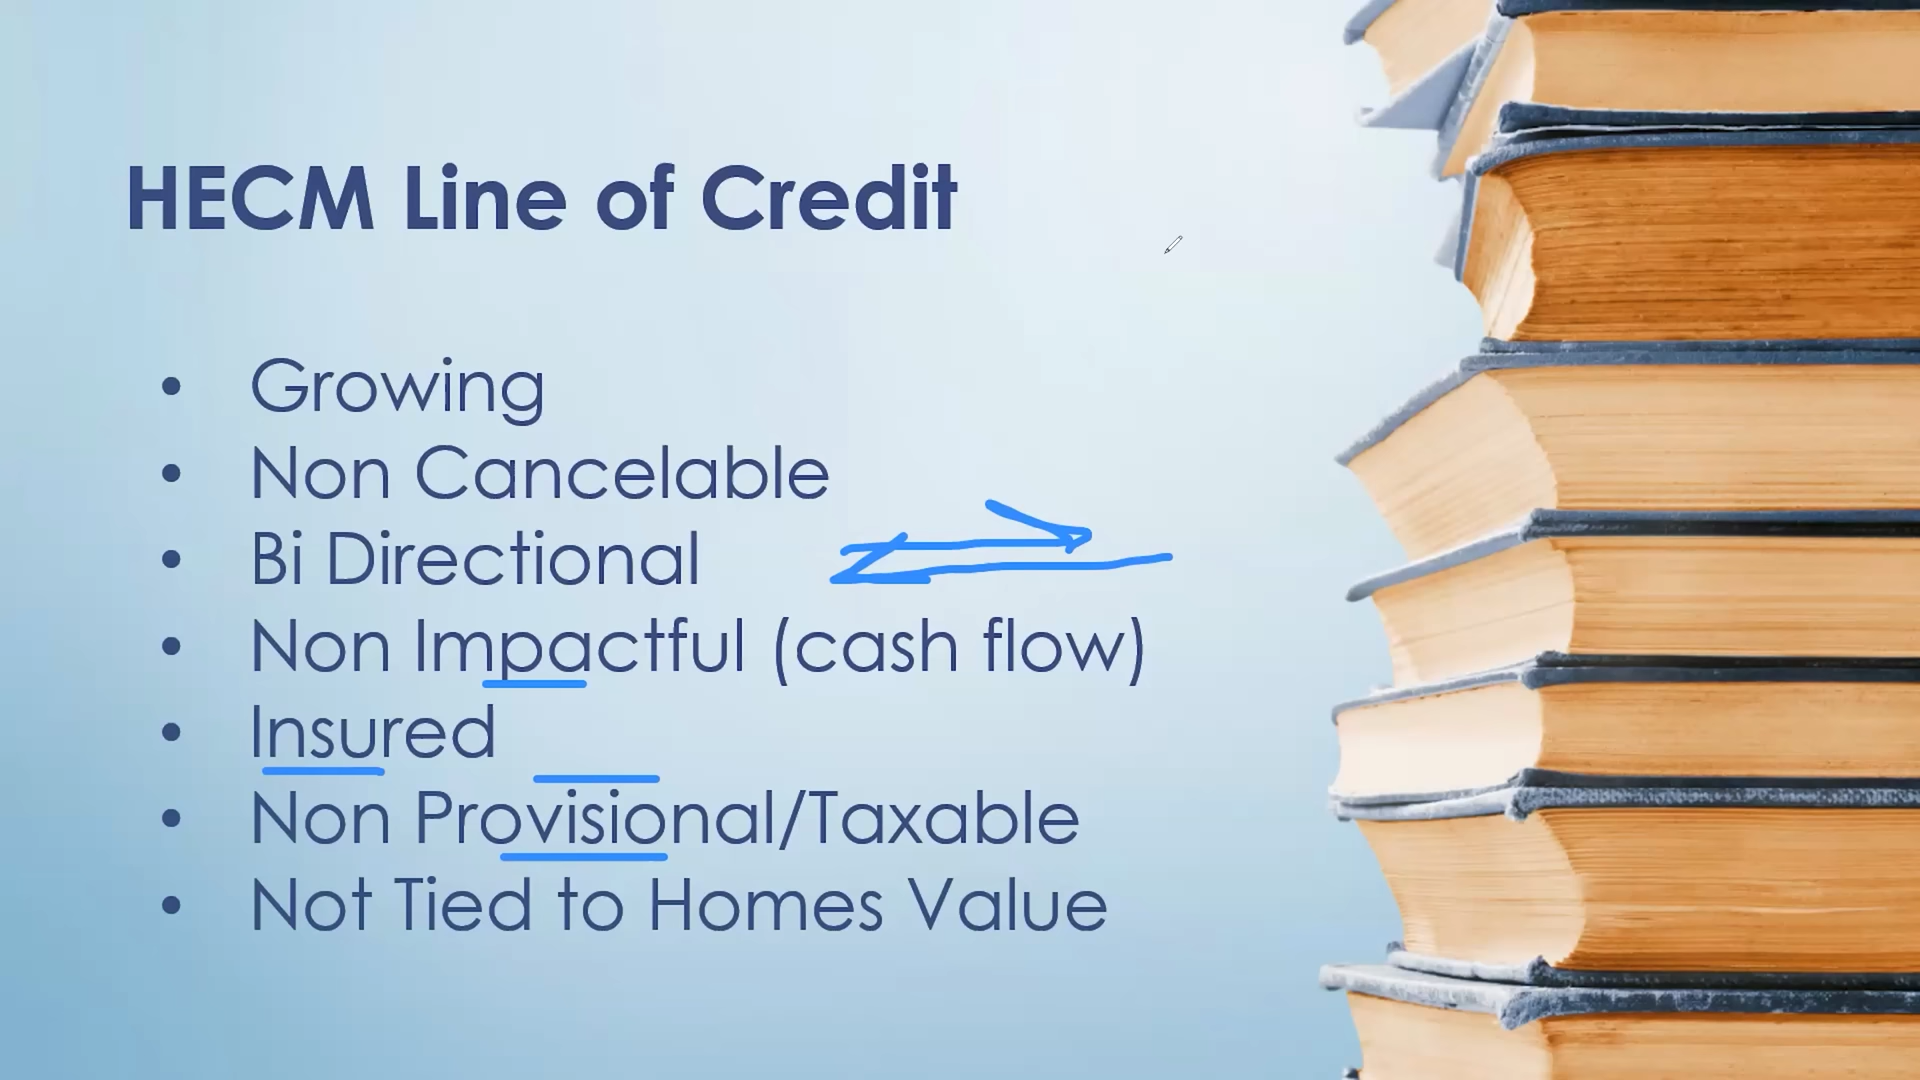 HECM Line of Credit
• Growing
• Non Cancelable
• Bi Directional
• Non Impactful (cash flow)
• Insured
• Non Provisional/Taxable
• Not Tied to Homes Value